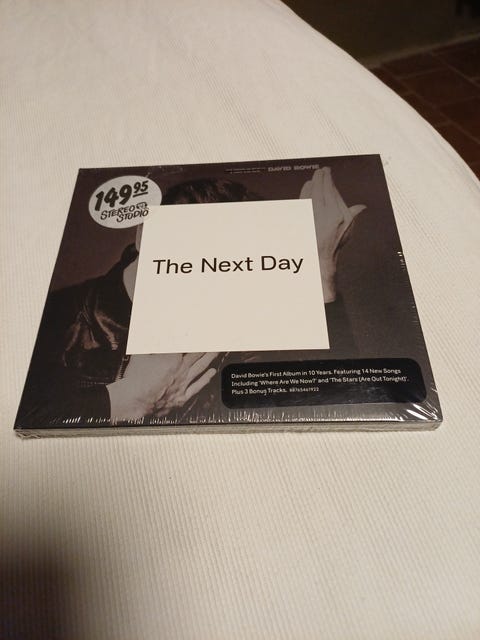 DAVID BOWIE
149 95
STEREO
STUDIO
The Next Day
David Bowie's First Album in 10 Years. Featuring 14 New Songs
Including 'Where Are We Now?' and 'The Stars (Are Out Tonight)'.
Plus 3 Bonus Tracks. 88765461922